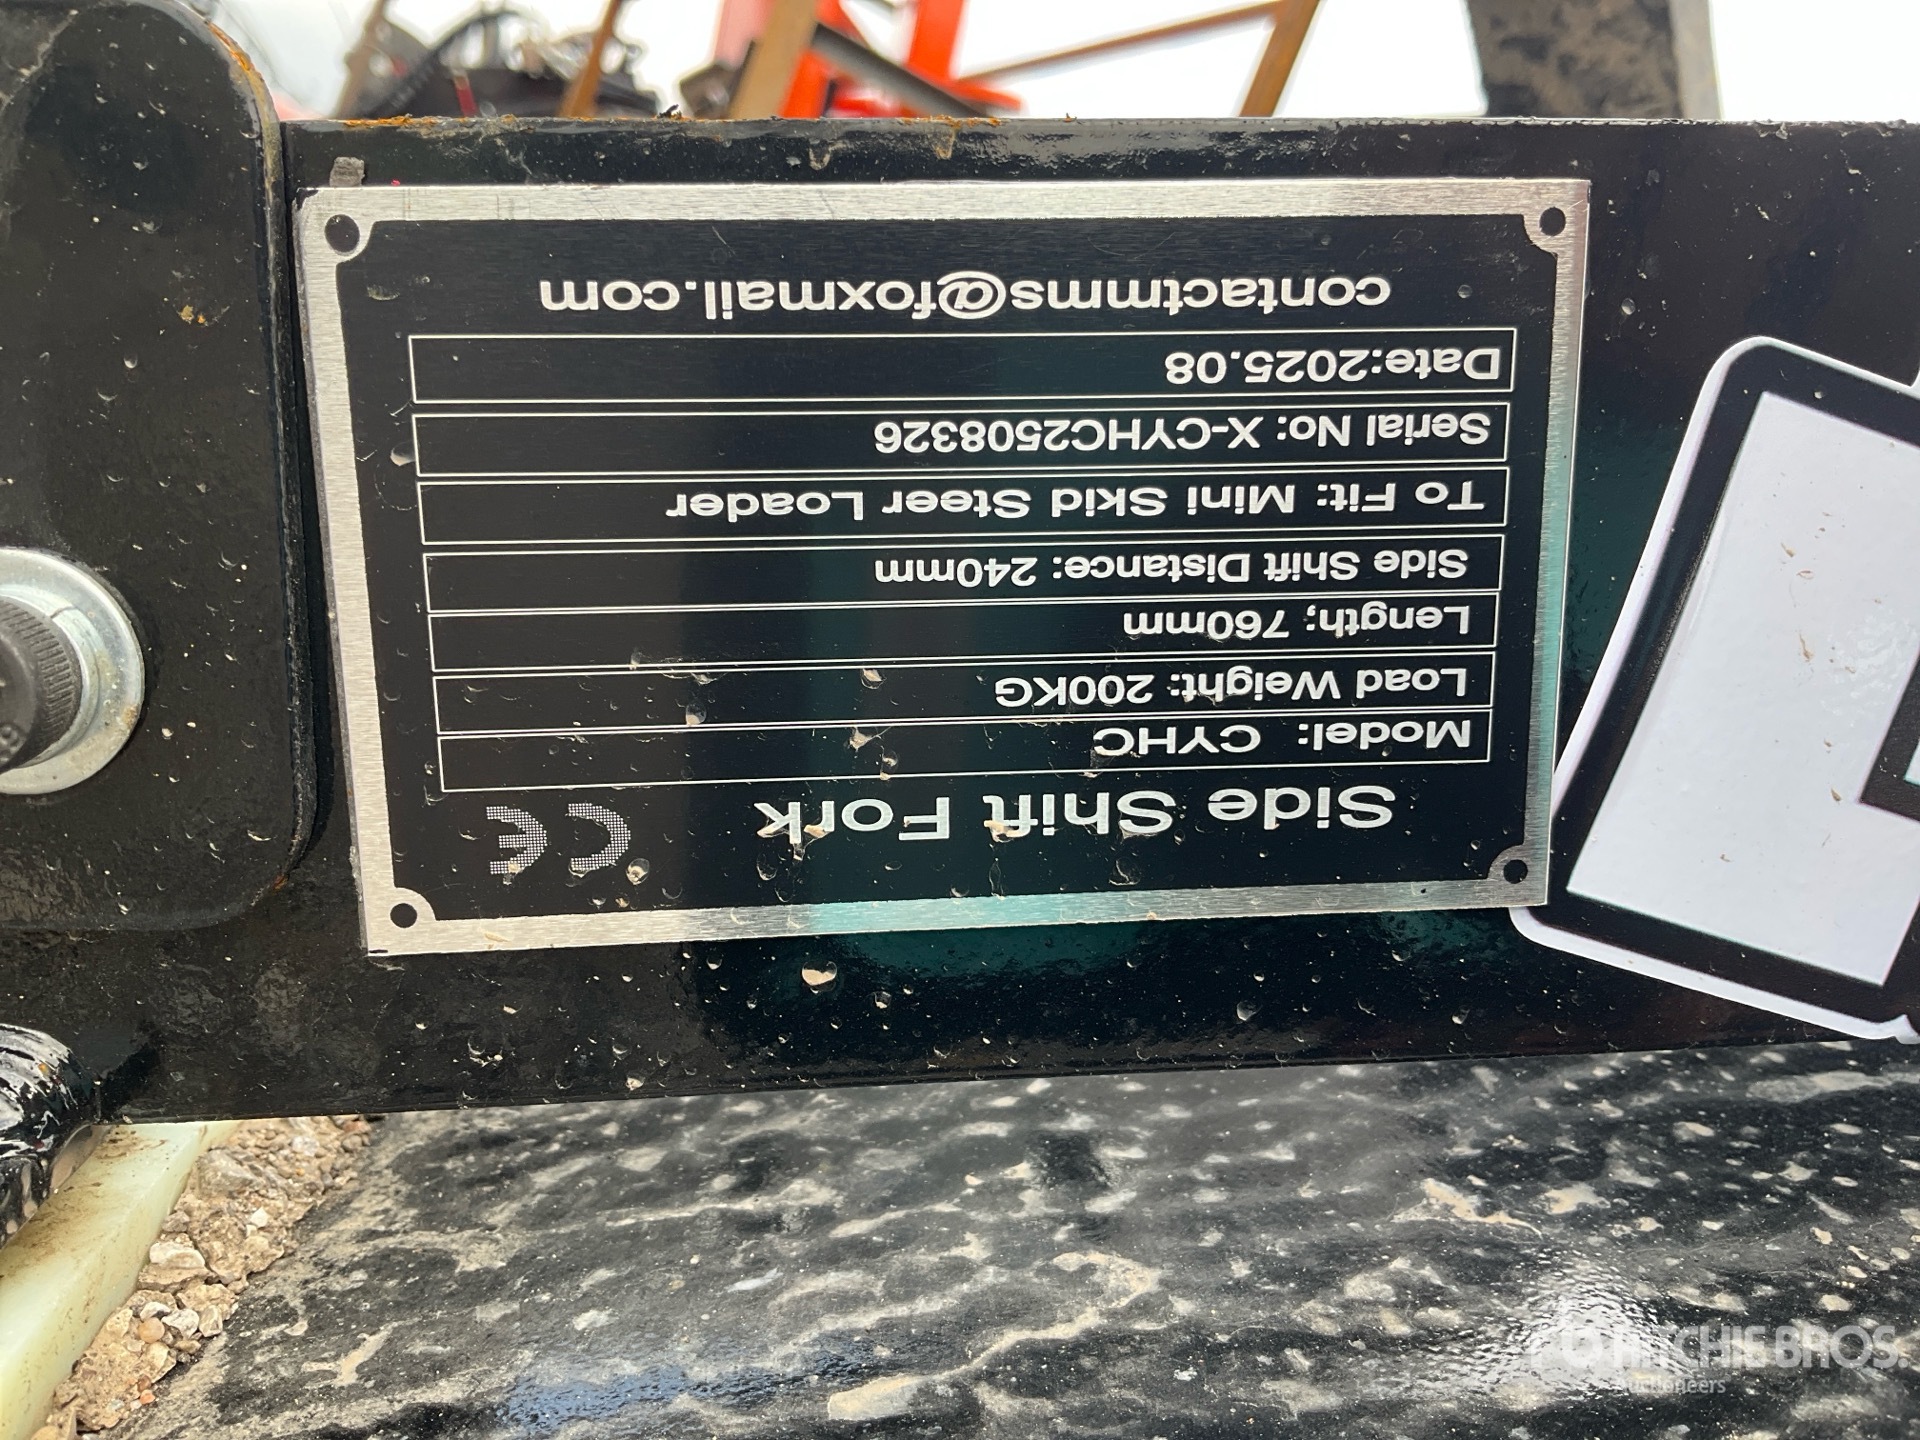 Side Shift Fork CE
Model: CYHC
Load Weight: 200KG
Length; 760mm
Side Shift Distance: 240mm
To Fit: Mini Skid Steer Loader
Serial No: X-CYHC2508326
Date:2025.08
contactmms@foxmail.com
RITCHIE BROS.
Auctioneers